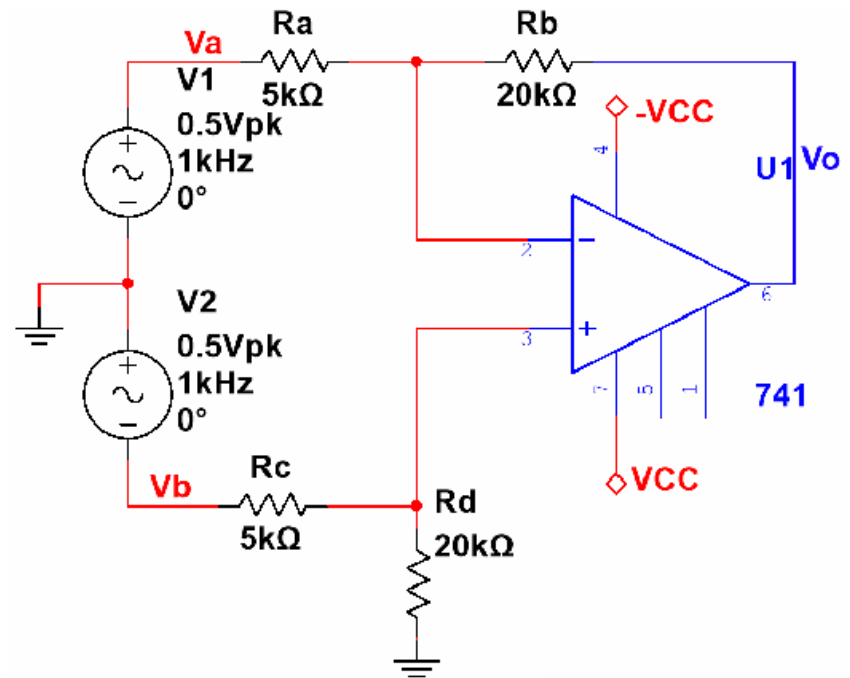 Ra
Rb
Va
V1
5kΩ
20kΩ
0.5Vpk
-VCC
1kHz
4
U1
Vo
0°
2
6
V2
3
0.5Vpk
1kHz
7
5
1
741
0°
Rc
Vb
Rd
VCC
5kΩ
20kΩ